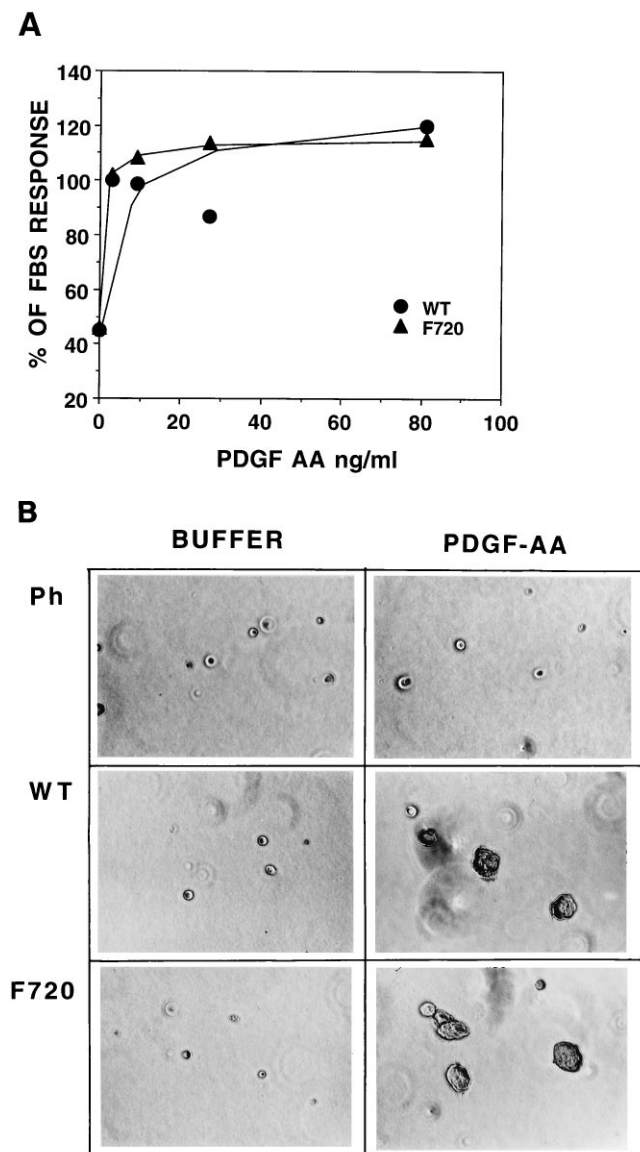 A
% OF FBS RESPONSE
140
120
100
80
60
40
20
0
20
40
60
80
100
PDGF AA ng/ml
WT
F720
B
BUFFER
PDGF-AA
Ph
WT
F720